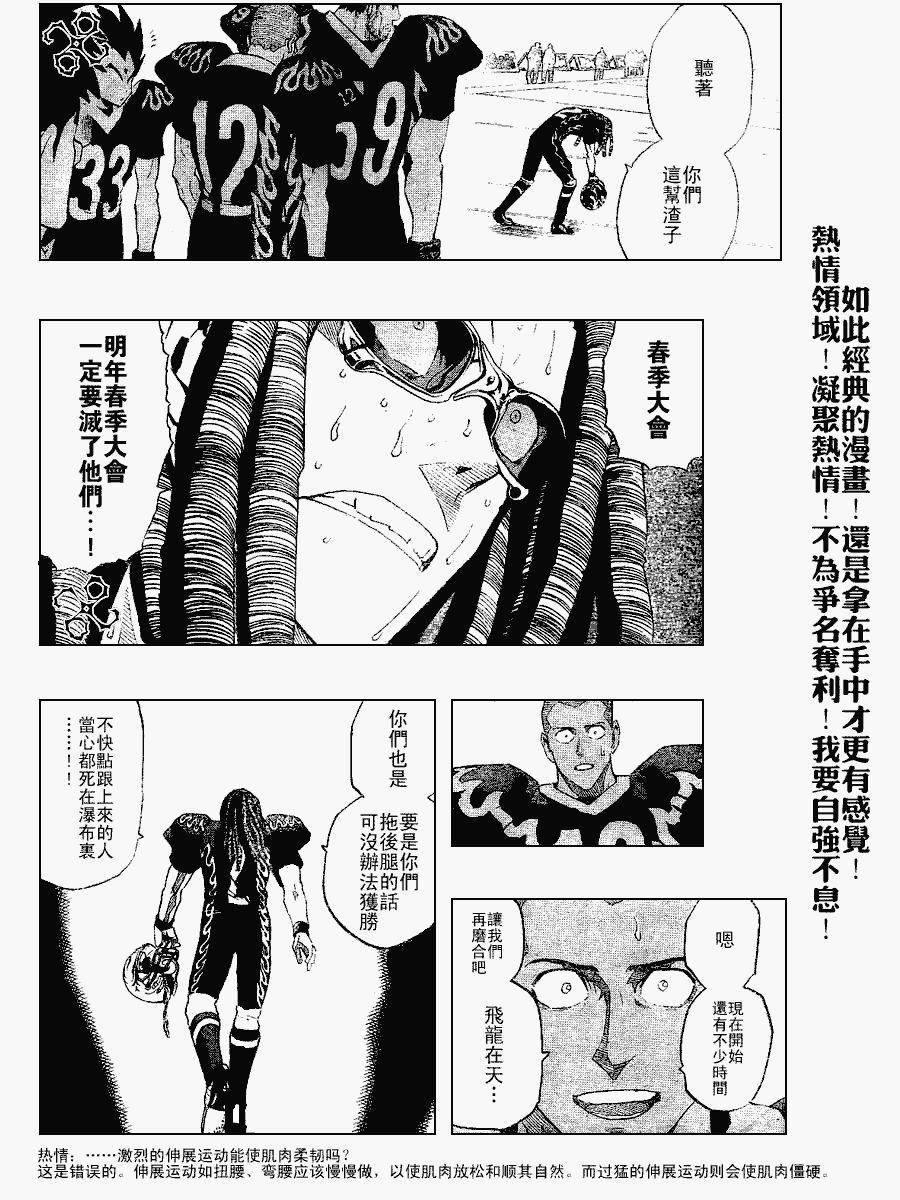 聽著
你們
這幫渣子
33
12
12
59
春季大會
明年春季大會
一定要滅了他們…！
你們也是
要是你們
拖後腿的話
可沒辦法獲勝
不快點跟上來的人
當心都死在瀑布裏
……！！
嗯
現在開始
還有不少時間
讓我們
再磨合吧
飛龍在天…
如此經典的漫畫！還是拿在手中才更有感覺！
熱情領域！凝聚熱情！不為爭名奪利！我要自強不息！
热情：……激烈的伸展运动能使肌肉柔韧吗？
这是错误的。伸展运动如扭腰、弯腰应该慢慢做，以使肌肉放松和顺其自然。而过猛的伸展运动则会使肌肉僵硬。